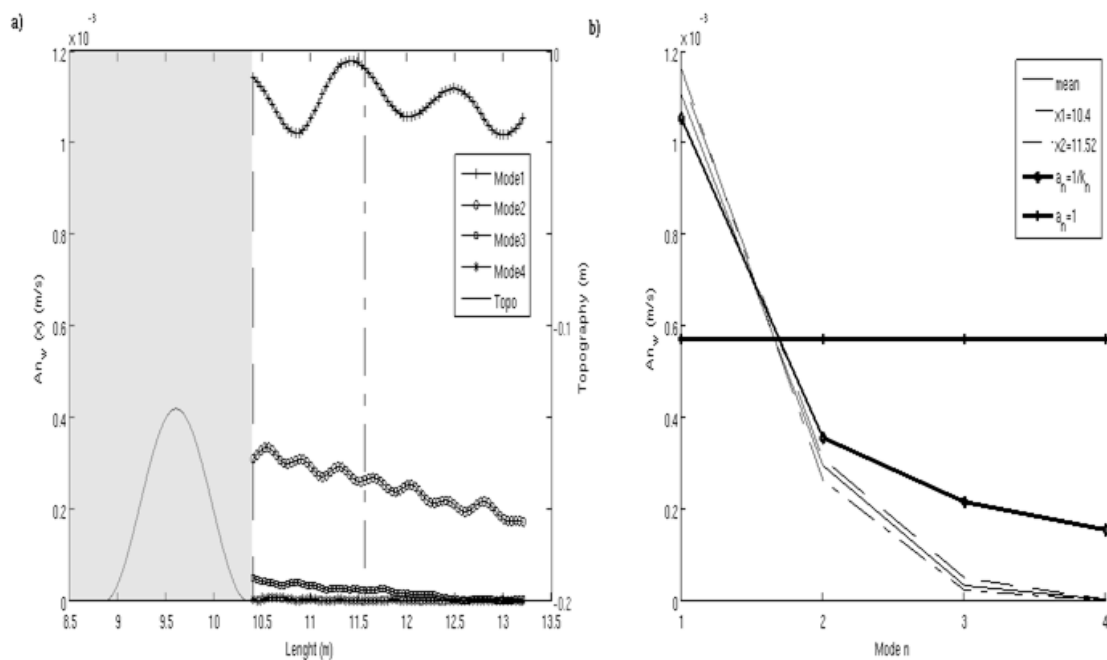 a)
×10
-3
1.2
1
0.8
0.6
0.4
0.2
0
An_w (x) (m/s)
8.5 9 9.5 10 10.5 11 11.5 12 12.5 13 13.5
Lenght (m)
0
-0.1
-0.2
Topography (m)
Mode1
Mode2
Mode3
Mode4
Topo
b)
×10
-3
1.2
1
0.8
0.6
0.4
0.2
0
An_w (m/s)
1 2 3 4
Mode n
mean
x1=10.4
x2=11.52
a_n=1/k_n
a_n=1